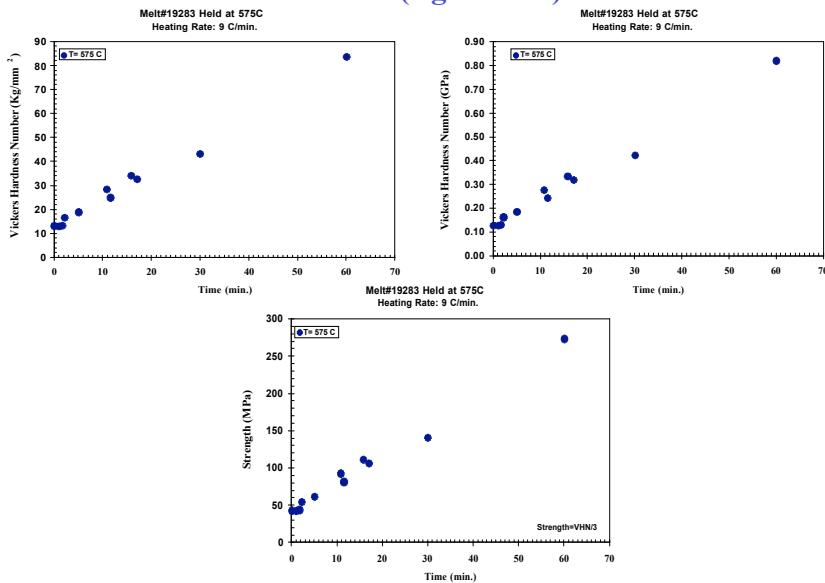 Melt#19283 Held at 575C
Heating Rate: 9 C/min.
T= 575 C
Vickers Hardness Number (Kg/mm 2)
90
80
70
60
50
40
30
20
10
0
0 10 20 30 40 50 60 70
Time (min.)
Melt#19283 Held at 575C
Heating Rate: 9 C/min.
T= 575 C
Vickers Hardness Number (GPa)
0.90
0.80
0.70
0.60
0.50
0.40
0.30
0.20
0.10
0.00
0 10 20 30 40 50 60 70
Time (min.)
Melt#19283 Held at 575C
Heating Rate: 9 C/min.
T= 575 C
Strength (MPa)
300
250
200
150
100
50
0
Strength=VHN/3
0 10 20 30 40 50 60 70
Time (min.)